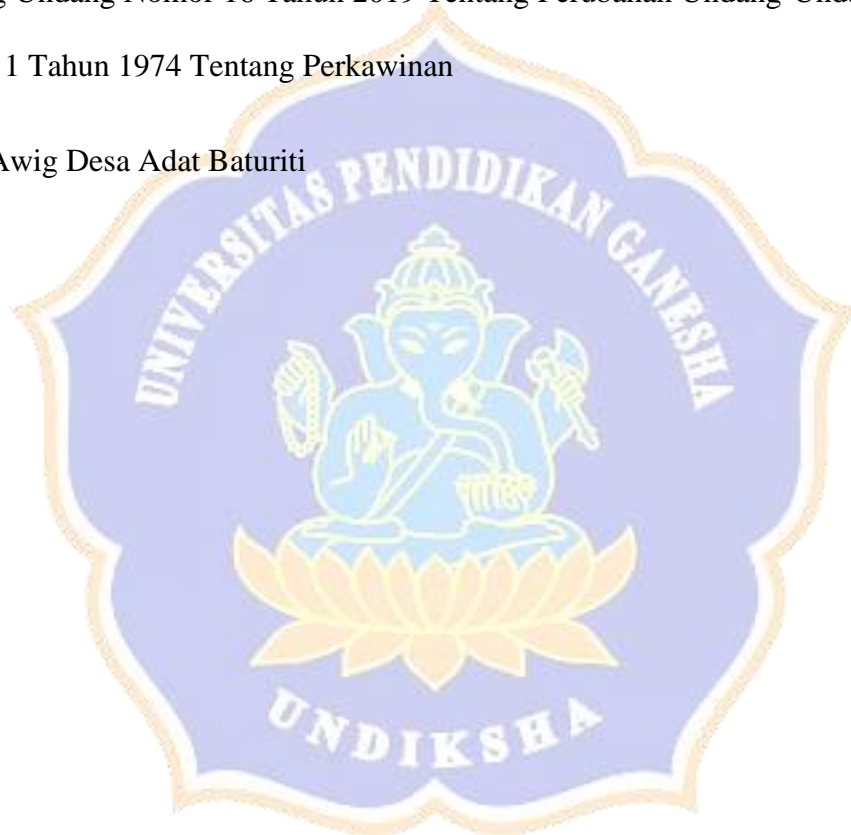 Undang Nomor 16 Tahun 2019 Tentang Perubahan Undang-
1 Tahun 1974 Tentang Perkawinan
Awig Desa Adat Baturiti
UNIVERSITAS PENDIDIKAN GANESHA
UNDIKSHA